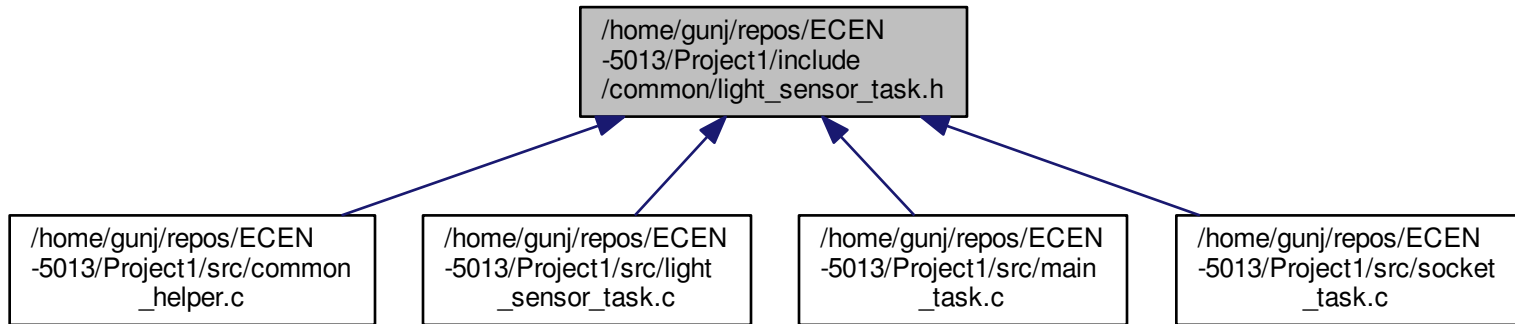 /home/gunj/repos/ECEN
-5013/Project1/include
/common/light_sensor_task.h
/home/gunj/repos/ECEN
-5013/Project1/src/common
_helper.c
/home/gunj/repos/ECEN
-5013/Project1/src/light
_sensor_task.c
/home/gunj/repos/ECEN
-5013/Project1/src/main
_task.c
/home/gunj/repos/ECEN
-5013/Project1/src/socket
_task.c